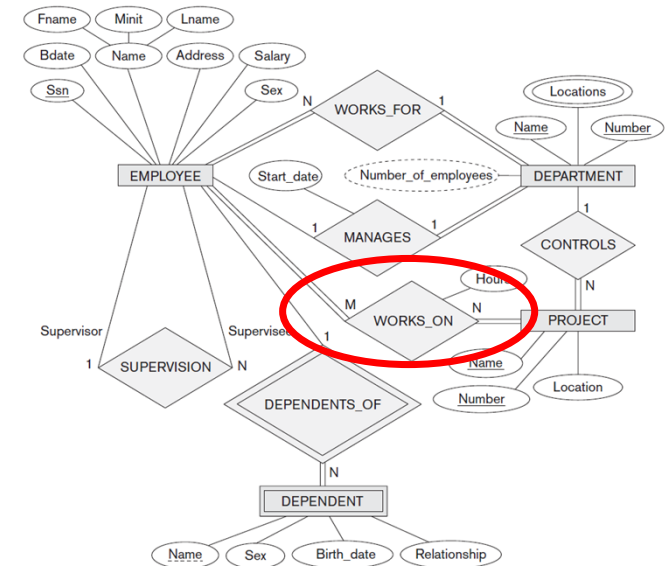 Fname Minit Lname
Bdate Name Address Salary
Ssn Sex
N WORKS_FOR 1
Locations
Name Number
EMPLOYEE Start_date Number_of_employees DEPARTMENT
1 MANAGES 1
1
CONTROLS
N
Hours
M WORKS_ON N PROJECT
Supervisor Supervisee
1 SUPERVISION N
1
Name
Number Location
DEPENDENTS_OF
N
DEPENDENT
Name Sex Birth_date Relationship